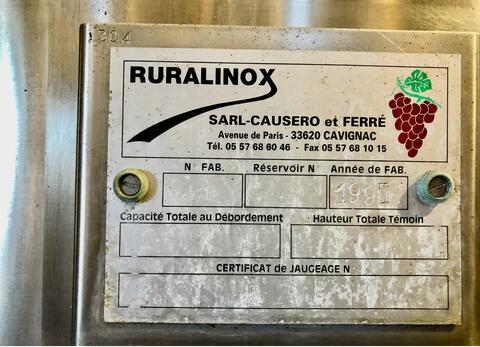 304
RURALINOX
SARL-CAUSERO et FERRÉ
Avenue de Paris - 33620 CAVIGNAC
Tél. 05 57 68 60 46 - Fax 05 57 68 10 15
N° FAB. Réservoir N° Année de FAB.
1997
Capacité Totale au Débordement Hauteur Totale Témoin
CERTIFICAT de JAUGEAGE N°